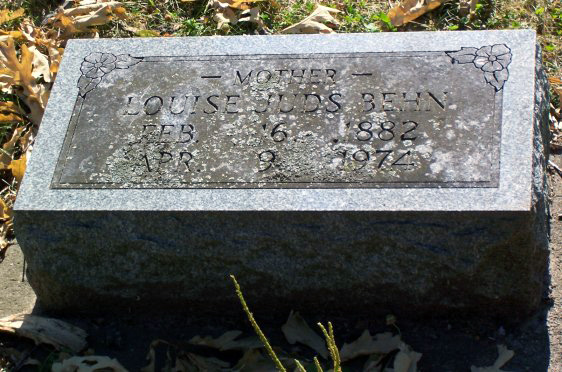 — MOTHER —
LOUISE JUDS BEHN
FEB. 16, 1882
APR. 9, 1974